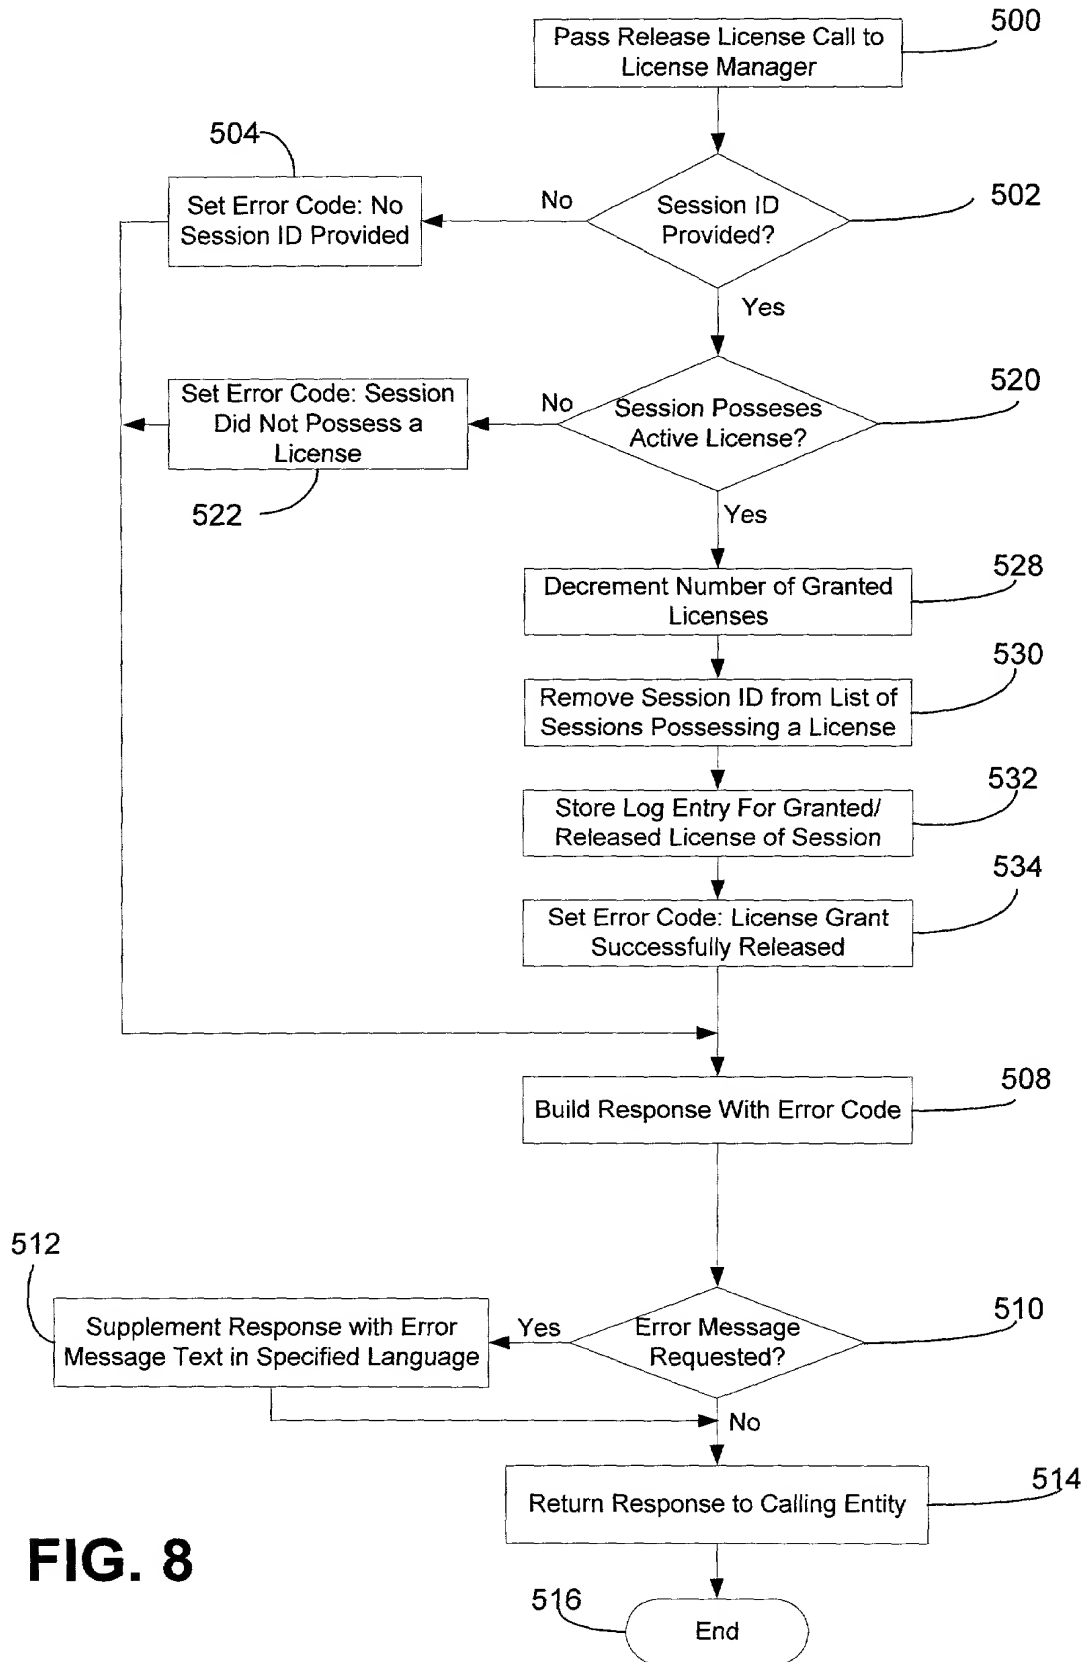 Pass Release License Call to
License Manager
500
504
Set Error Code: No
Session ID Provided
No
Session ID
Provided?
502
Yes
Set Error Code: Session
Did Not Possess a
License
522
No
Session Posseses
Active License?
520
Yes
Decrement Number of Granted
Licenses
528
Remove Session ID from List of
Sessions Possessing a License
530
Store Log Entry For Granted/
Released License of Session
532
Set Error Code: License Grant
Successfully Released
534
Build Response With Error Code
508
512
Supplement Response with Error
Message Text in Specified Language
Yes
Error Message
Requested?
510
No
Return Response to Calling Entity
514
FIG. 8
516
End